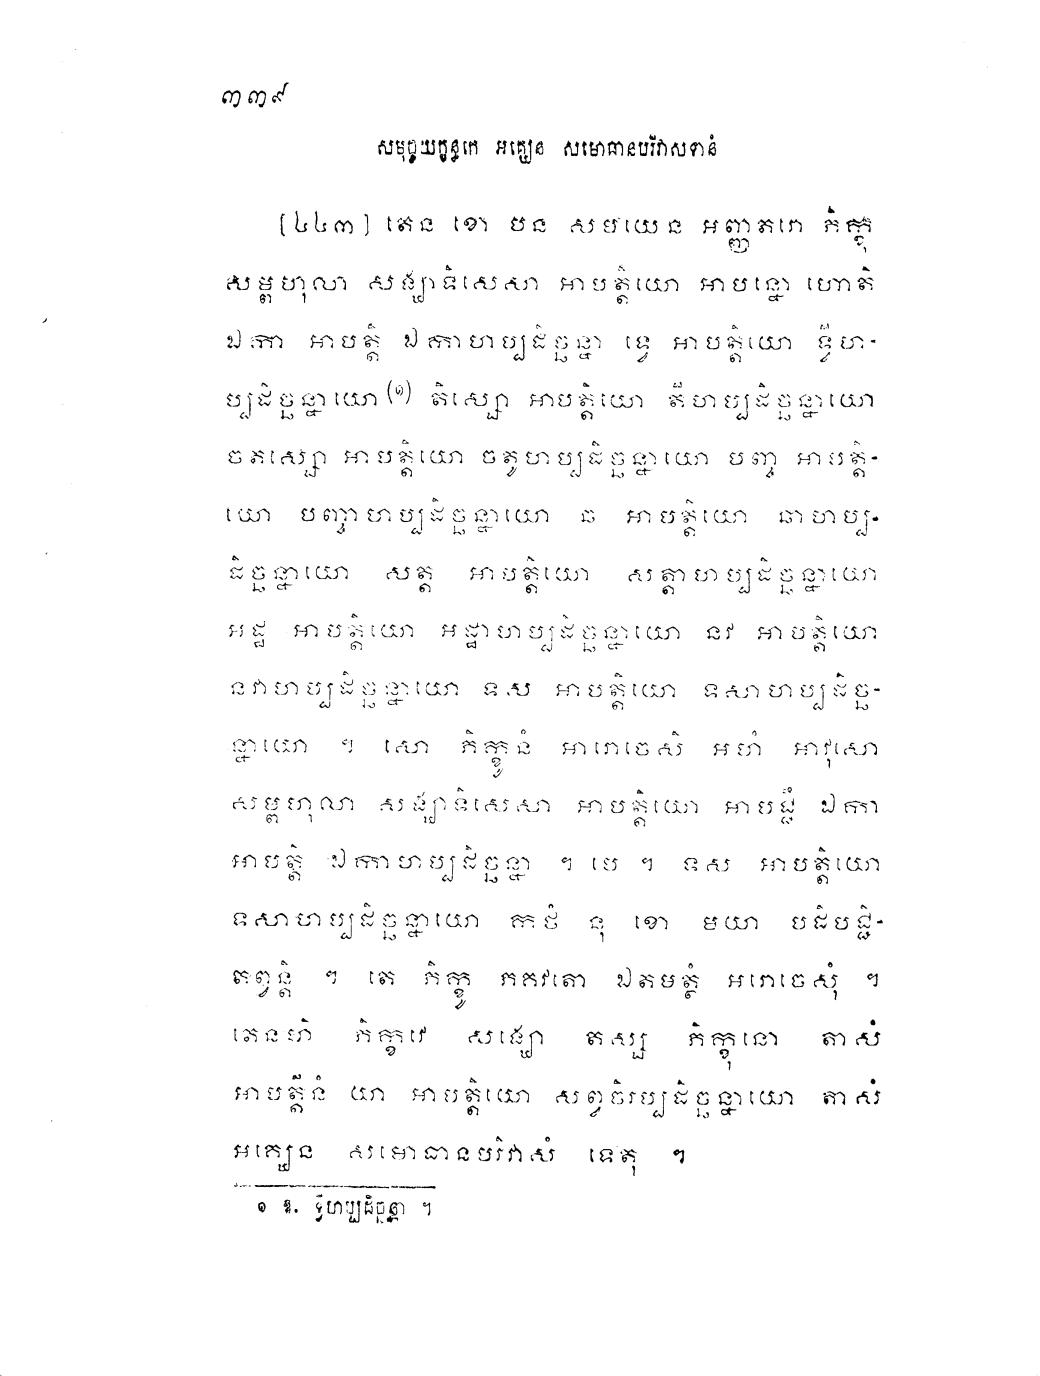 ៣៣៩
សមុច្ចយក្ខន្ធកេ អគ្ឃេន សមោធានបរិវាសទានំ
[៤៤៣] តេន ខោ បន សមយេន អញ្ញតរោ ភិក្ខុ
សម្ពហុលា សង្ឃាទិសេសា អាបត្តិយោ អាបន្នោ ហោតិ
ឯកា អាបត្តិ ឯកាហប្បដិច្ឆន្នា ទ្វេ អាបត្តិយោ ទ្វីហ-
ប្បដិច្ឆន្នាយោ(១) តិស្សោ អាបត្តិយោ តីហប្បដិច្ឆន្នាយោ
ចតស្សោ អាបត្តិយោ ចតូហប្បដិច្ឆន្នាយោ បញ្ច អាបត្តិ-
យោ បញ្ចាហប្បដិច្ឆន្នាយោ ឆ អាបត្តិយោ ឆាហប្ប-
ដិច្ឆន្នាយោ សត្ត អាបត្តិយោ សត្តាហប្បដិច្ឆន្នាយោ
អដ្ឋ អាបត្តិយោ អដ្ឋាហប្បដិច្ឆន្នាយោ នវ អាបត្តិយោ
នវាហប្បដិច្ឆន្នាយោ ទស អាបត្តិយោ ទសាហប្បដិច្ឆ-
ន្នាយោ ។ សោ ភិក្ខូនំ អារោចេសិ អហំ អាវុសោ
សម្ពហុលា សង្ឃាទិសេសា អាបត្តិយោ អាបជ្ជឹ ឯកា
អាបត្តិ ឯកាហប្បដិច្ឆន្នា ។ បេ ។ ទស អាបត្តិយោ
ទសាហប្បដិច្ឆន្នាយោ កថំ នុ ខោ មយា បដិបជ្ជិ-
តព្វន្តិ ។ តេ ភិក្ខូ ភគវតោ ឯតមត្ថំ អរោចេសុំ ។
តេនហិ ភិក្ខវេ សង្ឃោ តស្ស ភិក្ខុនោ តាសំ
អាបត្តីនំ យា អាបត្តិយោ សព្វចិរប្បដិច្ឆន្នាយោ តាសំ
អគ្ឃេន សមោធានបរិវាសំ ទេតុ ។
១ ឱ. ទ្វីហប្បដិច្ឆន្នា ។